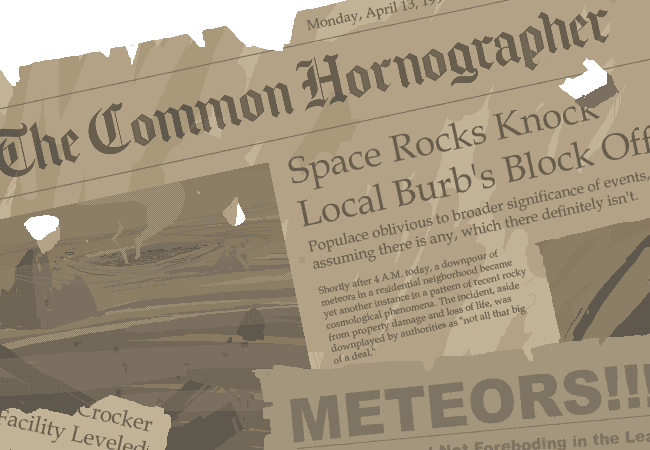 Monday, April 13, 19
The Common Hornographer
Space Rocks Knock
Local Burb's Block Off
Populace oblivious to broader significance of events,
assuming there is any, which there definitely isn't.
Shortly after 4 A.M. today, a downpour of
meteors in a residential neigborhood became
yet another instance in a pattern of recent rocky
cosmological phenomena. The incident, aside
from property damage and loss of life, was
downplayed by authorities as "not all that big
of a deal."
METEORS!!!
Not Foreboding in the Lea
Crocker
Facility Leveled